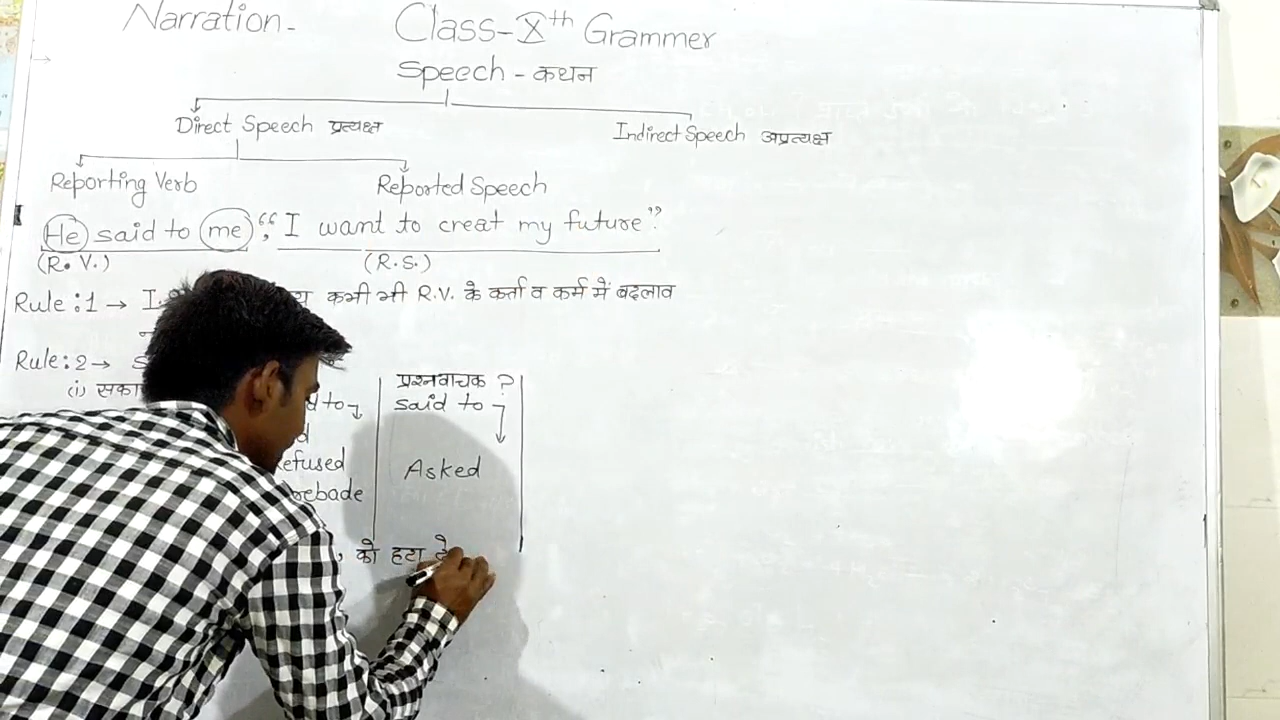 Narration- Class-Xth Grammer
Speech - कथन
Direct Speech प्रत्यक्ष Indirect Speech अप्रत्यक्ष
Reporting Verb Reported Speech
He said to me, “I want to creat my future”.
(R.V.) (R.S.)
Rule:1 → I. कभी भी R.V. के कर्ता व कर्म में बदलाव
Rule:2 →
(i) प्रश्नवाचक ?
to said to
Asked
, को हटा